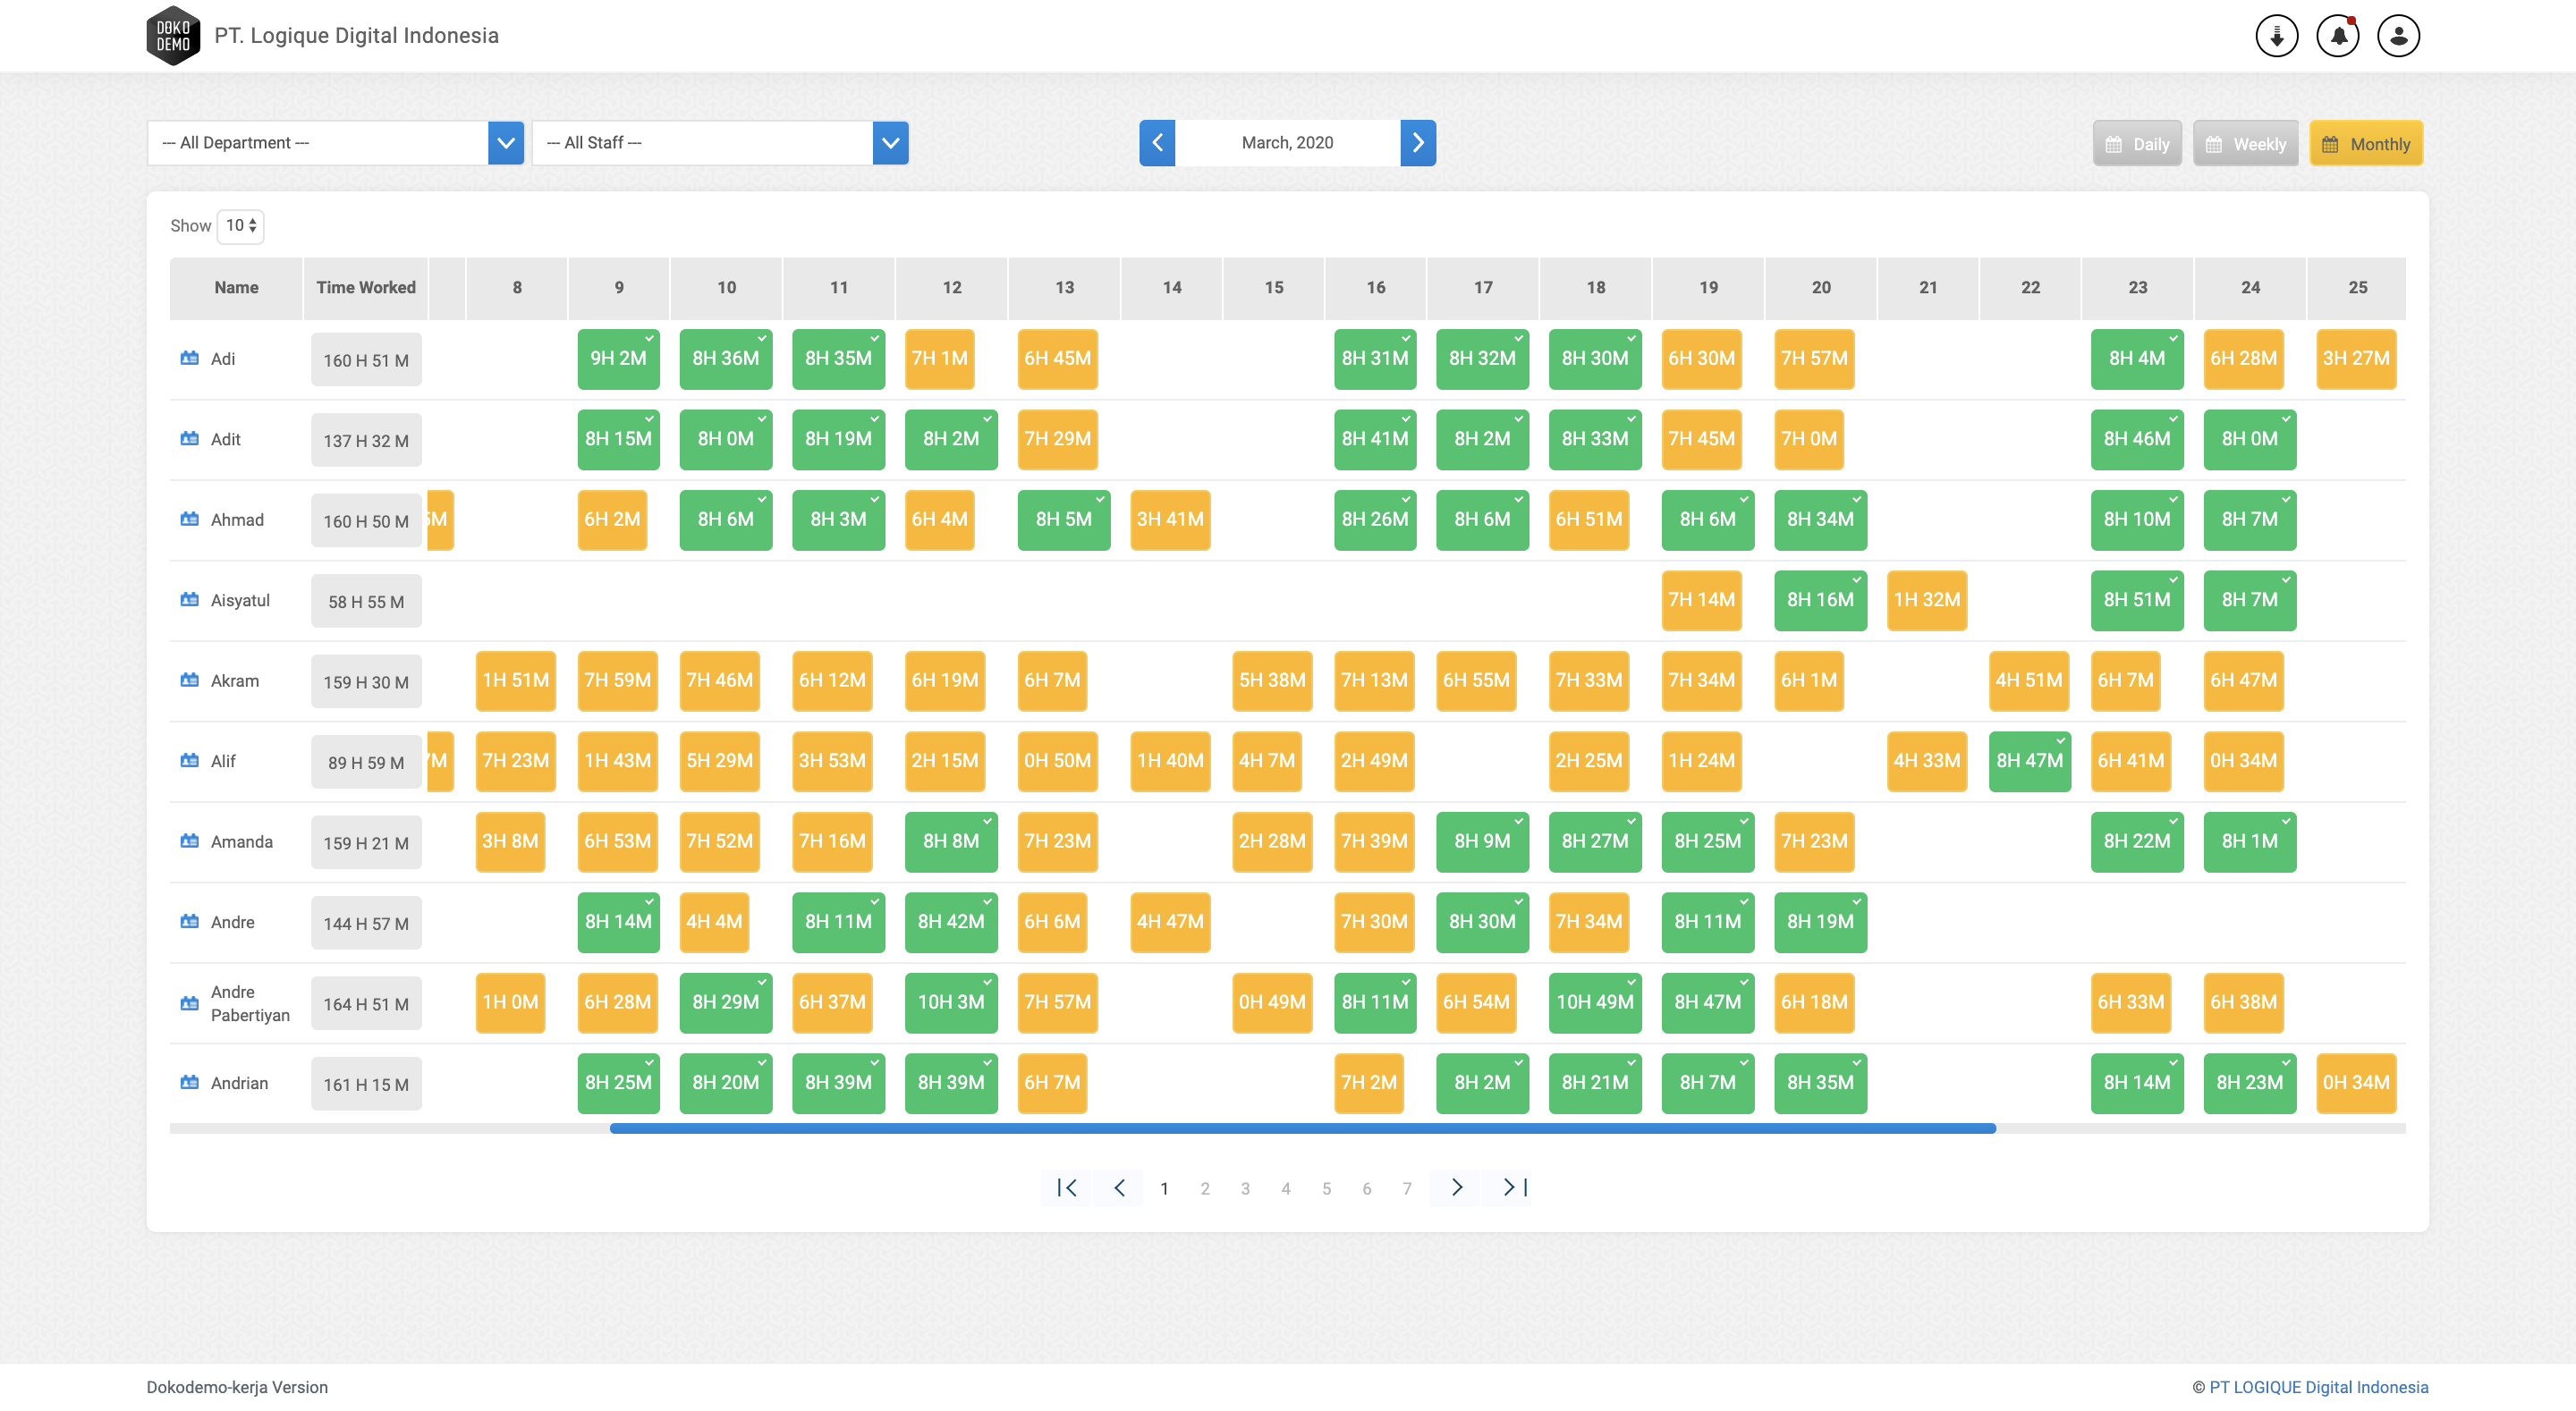 DOKO
DEMO
PT. Logique Digital Indonesia
--- All Department ---
--- All Staff ---
March, 2020
Daily
Weekly
Monthly
Show 10
Name Time Worked 8 9 10 11 12 13 14 15 16 17 18 19 20 21 22 23 24 25
Adi 160 H 51 M 9H 2M 8H 36M 8H 35M 7H 1M 6H 45M 8H 31M 8H 32M 8H 30M 6H 30M 7H 57M 8H 4M 6H 28M 3H 27M
Adit 137 H 32 M 8H 15M 8H 0M 8H 19M 8H 2M 7H 29M 8H 41M 8H 2M 8H 33M 7H 45M 7H 0M 8H 46M 8H 0M
Ahmad 160 H 50 M M 6H 2M 8H 6M 8H 3M 6H 4M 8H 5M 3H 41M 8H 26M 8H 6M 6H 51M 8H 6M 8H 34M 8H 10M 8H 7M
Aisyatul 58 H 55 M 7H 14M 8H 16M 1H 32M 8H 51M 8H 7M
Akram 159 H 30 M 1H 51M 7H 59M 7H 46M 6H 12M 6H 19M 6H 7M 5H 38M 7H 13M 6H 55M 7H 33M 7H 34M 6H 1M 4H 51M 6H 7M 6H 47M
Alif 89 H 59 M M 7H 23M 1H 43M 5H 29M 3H 53M 2H 15M 0H 50M 1H 40M 4H 7M 2H 49M 2H 25M 1H 24M 4H 33M 8H 47M 6H 41M 0H 34M
Amanda 159 H 21 M 3H 8M 6H 53M 7H 52M 7H 16M 8H 8M 7H 23M 2H 28M 7H 39M 8H 9M 8H 27M 8H 25M 7H 23M 8H 22M 8H 1M
Andre 144 H 57 M 8H 14M 4H 4M 8H 11M 8H 42M 6H 6M 4H 47M 7H 30M 8H 30M 7H 34M 8H 11M 8H 19M
Andre
Pabertiyan 164 H 51 M 1H 0M 6H 28M 8H 29M 6H 37M 10H 3M 7H 57M 0H 49M 8H 11M 6H 54M 10H 49M 8H 47M 6H 18M 6H 33M 6H 38M
Andrian 161 H 15 M 8H 25M 8H 20M 8H 39M 8H 39M 6H 7M 7H 2M 8H 2M 8H 21M 8H 7M 8H 35M 8H 14M 8H 23M 0H 34M
1 2 3 4 5 6 7
Dokodemo-kerja Version
© PT LOGIQUE Digital Indonesia